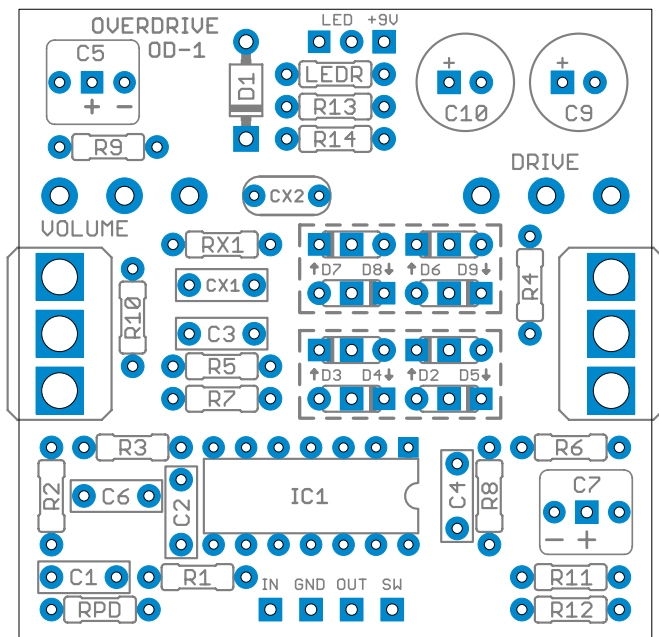 OVERDRIVE
OD-1
LED +9V
C5
+ -
D1
LEDR
R13
R14
+
C10
+
C9
R9
CX2
DRIVE
VOLUME
RX1
↑D7 D8↓
↑D6 D9↓
R4
CX1
R10
C3
R5
↑D3 D4↓
↑D2 D5↓
R7
R3
R6
R2
C6
C2
IC1
C4
R8
C7
- +
C1
R1
IN GND OUT SW
R11
RPD
R12